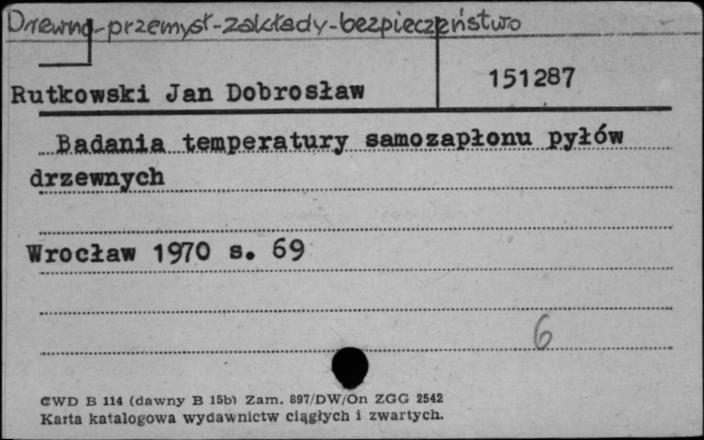 Drewno-przemysł-zakłady-bezpieczeństwo
Rutkowski Jan Dobrosław 151287
Badania temperatury samozapłonu pyłów
drzewnych
Wrocław 1970 s. 69
6
CWD B 114 (dawny B 15b) Zam. 897/DW/On ZGG 2542
Karta katalogowa wydawnictw ciągłych i zwartych.